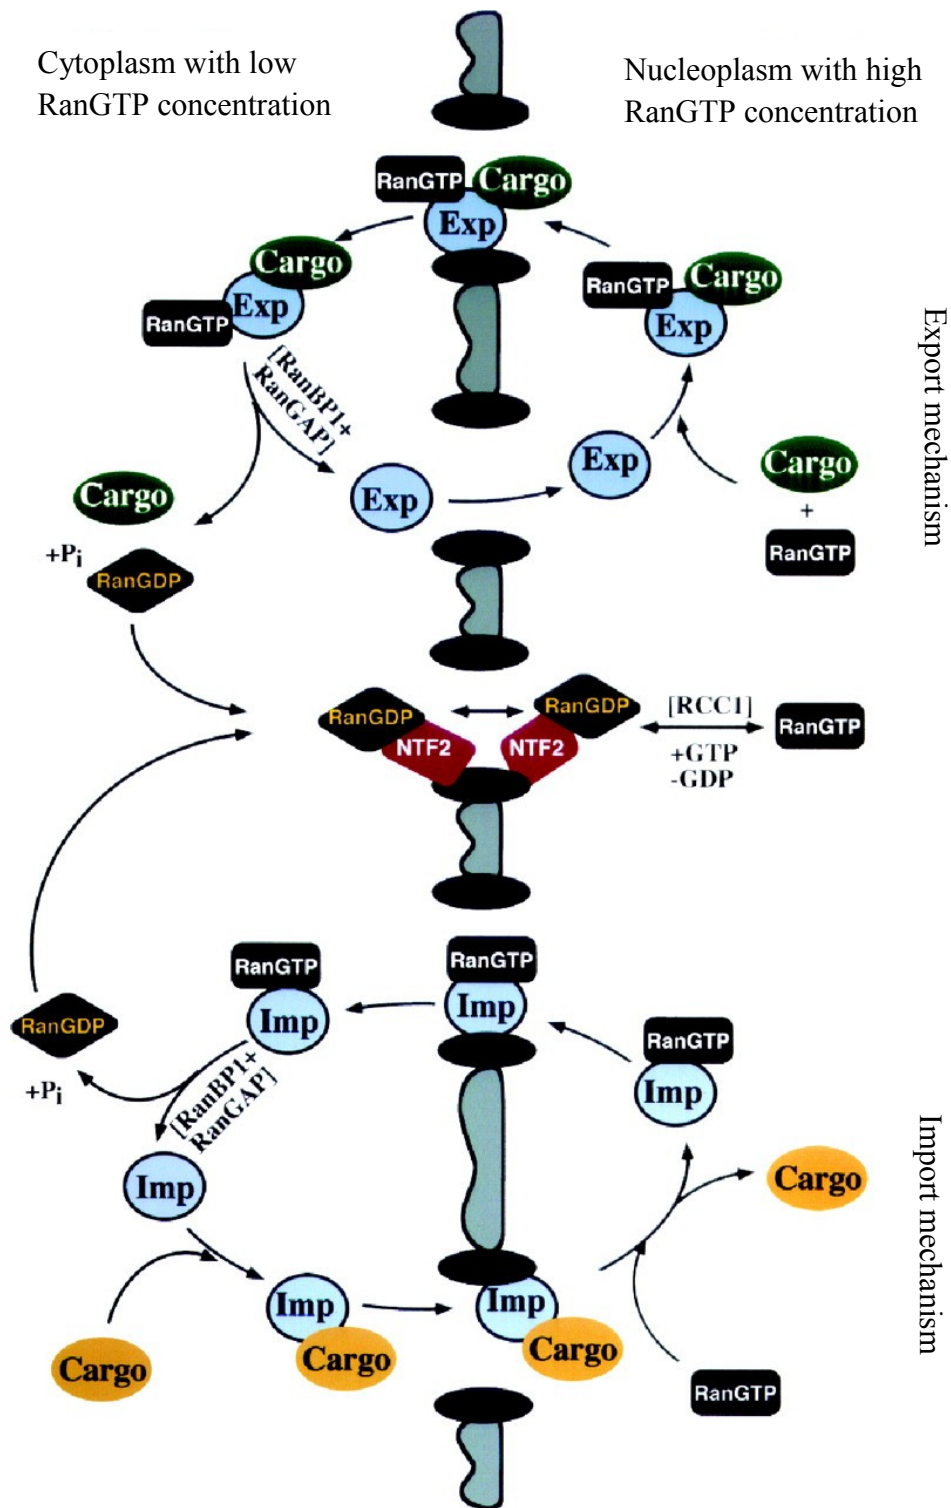 Cytoplasm with low
RanGTP concentration
Nucleoplasm with high
RanGTP concentration
RanGTP
Cargo
Exp
Cargo
Exp
RanGTP
RanGTP
Cargo
Exp
[RanBP1+
RanGAP]
Export mechanism
Cargo
+Pi
RanGDP
Exp
Exp
Cargo
+
RanGTP
RanGDP
NTF2
RanGDP
NTF2
[RCC1]
+GTP
-GDP
RanGTP
RanGTP
Imp
RanGTP
Imp
RanGTP
Imp
RanGDP
+Pi
[RanBP1+
RanGAP]
Imp
Cargo
Import mechanism
Imp
Cargo
Imp
Cargo
Cargo
RanGTP